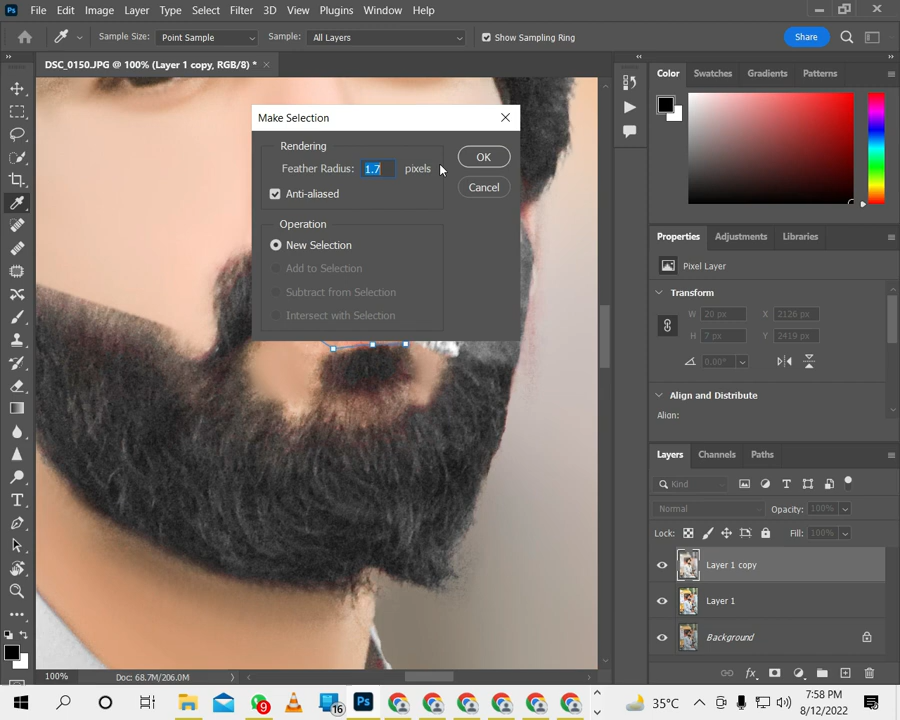 Ps File Edit Image Layer Type Select Filter 3D View Plugins Window Help
Sample Size: Point Sample Sample: All Layers Show Sampling Ring Share
DSC_0150.JPG @ 100% (Layer 1 copy, RGB/8) *
Color Swatches Gradients Patterns
Make Selection
Rendering
Feather Radius: 1.7 pixels
OK
Anti-aliased
Cancel
Operation
New Selection
Add to Selection
Subtract from Selection
Intersect with Selection
Properties Adjustments Libraries
Pixel Layer
Transform
W 20 px X 2126 px
H 7 px Y 2419 px
0.00°
Align and Distribute
Align:
Layers Channels Paths
Kind
Normal Opacity: 100%
Lock: Fill: 100%
Layer 1 copy
Layer 1
Background
fx
100% Doc: 68.7M/206.0M
9 16 Ps 35°C 7:58 PM
8/12/2022